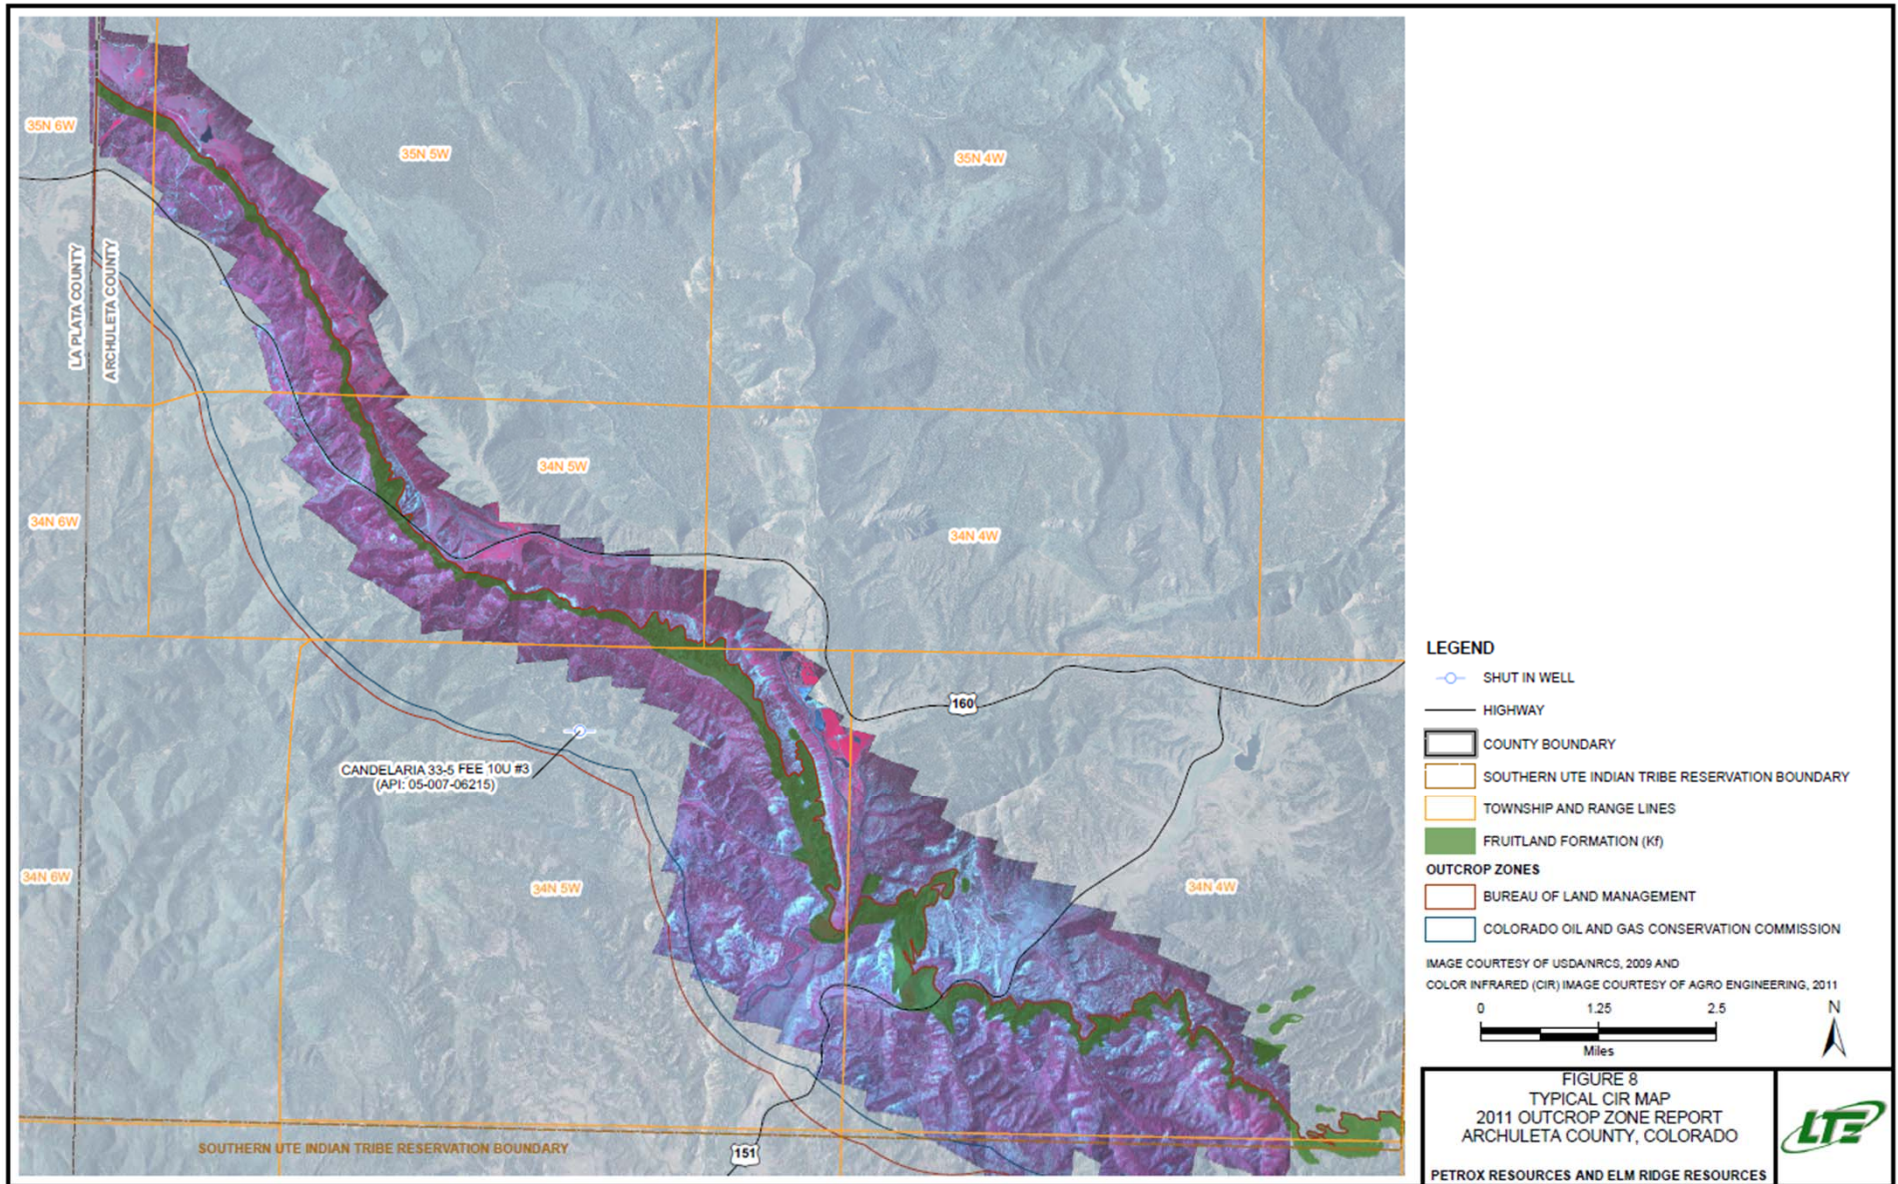 35N 6W
35N 5W
35N 4W
LA PLATA COUNTY
ARCHULETA COUNTY
34N 5W
34N 6W
34N 4W
160
CANDELARIA 33-5 FEE 10U #3
(API: 05-007-06215)
34N 6W
34N 5W
34N 4W
SOUTHERN UTE INDIAN TRIBE RESERVATION BOUNDARY
151
LEGEND
SHUT IN WELL
HIGHWAY
COUNTY BOUNDARY
SOUTHERN UTE INDIAN TRIBE RESERVATION BOUNDARY
TOWNSHIP AND RANGE LINES
FRUITLAND FORMATION (Kf)
OUTCROP ZONES
BUREAU OF LAND MANAGEMENT
COLORADO OIL AND GAS CONSERVATION COMMISSION
IMAGE COURTESY OF USDA/NRCS, 2009 AND
COLOR INFRARED (CIR) IMAGE COURTESY OF AGRO ENGINEERING, 2011
0 1.25 2.5
Miles
N
FIGURE 8
TYPICAL CIR MAP
2011 OUTCROP ZONE REPORT
ARCHULETA COUNTY, COLORADO
PETROX RESOURCES AND ELM RIDGE RESOURCES
LTE